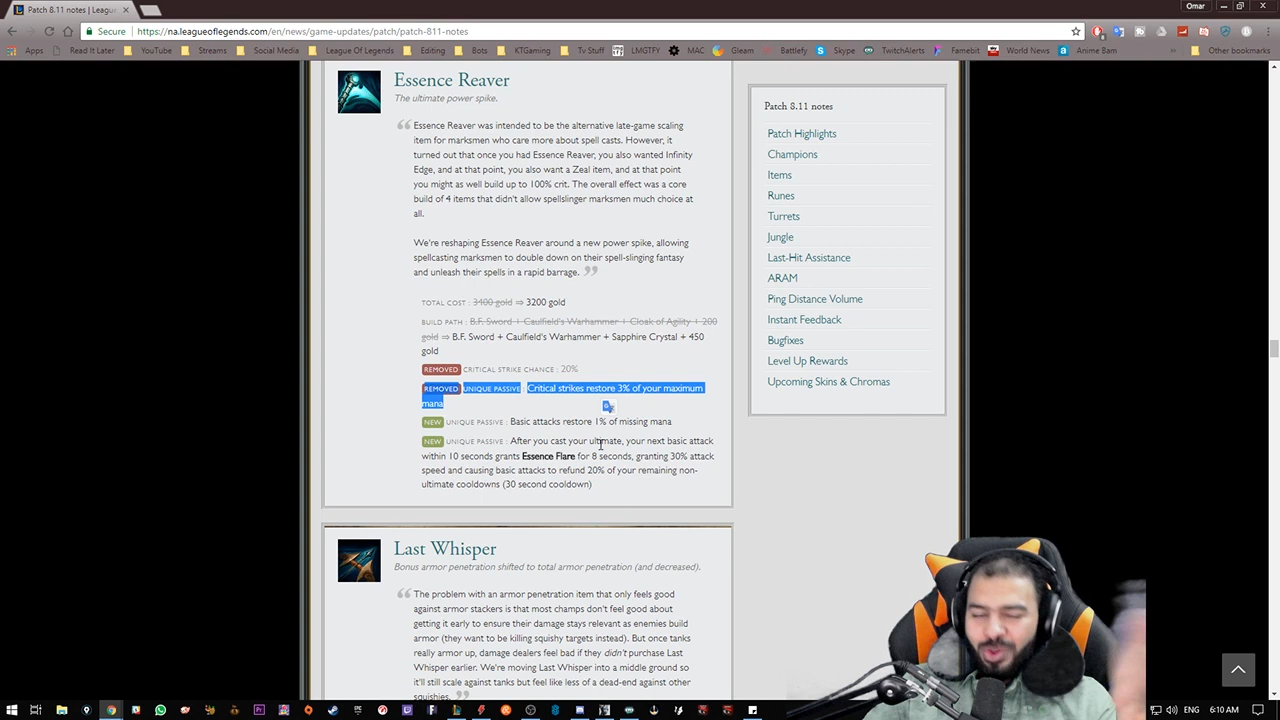 Patch 8.11 notes | Leagu
Omar
Secure
https://na.leagueoflegends.com/en/news/game-updates/patch/patch-811-notes
Apps
Read It Later
YouTube
Streams
Social Media
League Of Legends
Editing
Bots
KTGaming
Tv Stuff
LMGTFY
MAC
Gleam
Battlefy
Skype
TwitchAlerts
Famebit
World News
Anime Bam
»
Other bookmarks
Essence Reaver
The ultimate power spike.
Essence Reaver was intended to be the alternative late-game scaling
item for marksmen who care more about spell casts. However, it
turned out that once you had Essence Reaver, you also wanted Infinity
Edge, and at that point, you also want a Zeal item, and at that point
you might as well build up to 100% crit. The overall effect was a core
build of 4 items that didn't allow spellslinger marksmen much choice at
all.
We're reshaping Essence Reaver around a new power spike, allowing
spellcasting marksmen to double down on their spell-slinging fantasy
and unleash their spells in a rapid barrage.
TOTAL COST : 3400 gold ⇒ 3200 gold
BUILD PATH : B.F. Sword + Caulfield's Warhammer + Cloak of Agility + 200
gold ⇒ B.F. Sword + Caulfield's Warhammer + Sapphire Crystal + 450
gold
REMOVED CRITICAL STRIKE CHANCE : 20%
REMOVED UNIQUE PASSIVE : Critical strikes restore 3% of your maximum
mana
NEW UNIQUE PASSIVE : Basic attacks restore 1% of missing mana
NEW UNIQUE PASSIVE : After you cast your ultimate, your next basic attack
within 10 seconds grants Essence Flare for 8 seconds, granting 30% attack
speed and causing basic attacks to refund 20% of your remaining non-
ultimate cooldowns (30 second cooldown)
Last Whisper
Bonus armor penetration shifted to total armor penetration (and decreased).
The problem with an armor penetration item that only feels good
against armor stackers is that most champs don't feel good about
getting it early to ensure their damage stays relevant as enemies build
armor (they want to be killing squishy targets instead). But once tanks
really armor up, damage dealers feel bad if they didn't purchase Last
Whisper earlier. We're moving Last Whisper into a middle ground so
it'll still scale against tanks but feel like less of a dead-end against other
squishies.
Patch 8.11 notes
Patch Highlights
Champions
Items
Runes
Turrets
Jungle
Last-Hit Assistance
ARAM
Ping Distance Volume
Instant Feedback
Bugfixes
Level Up Rewards
Upcoming Skins & Chromas
ENG
6:10 AM